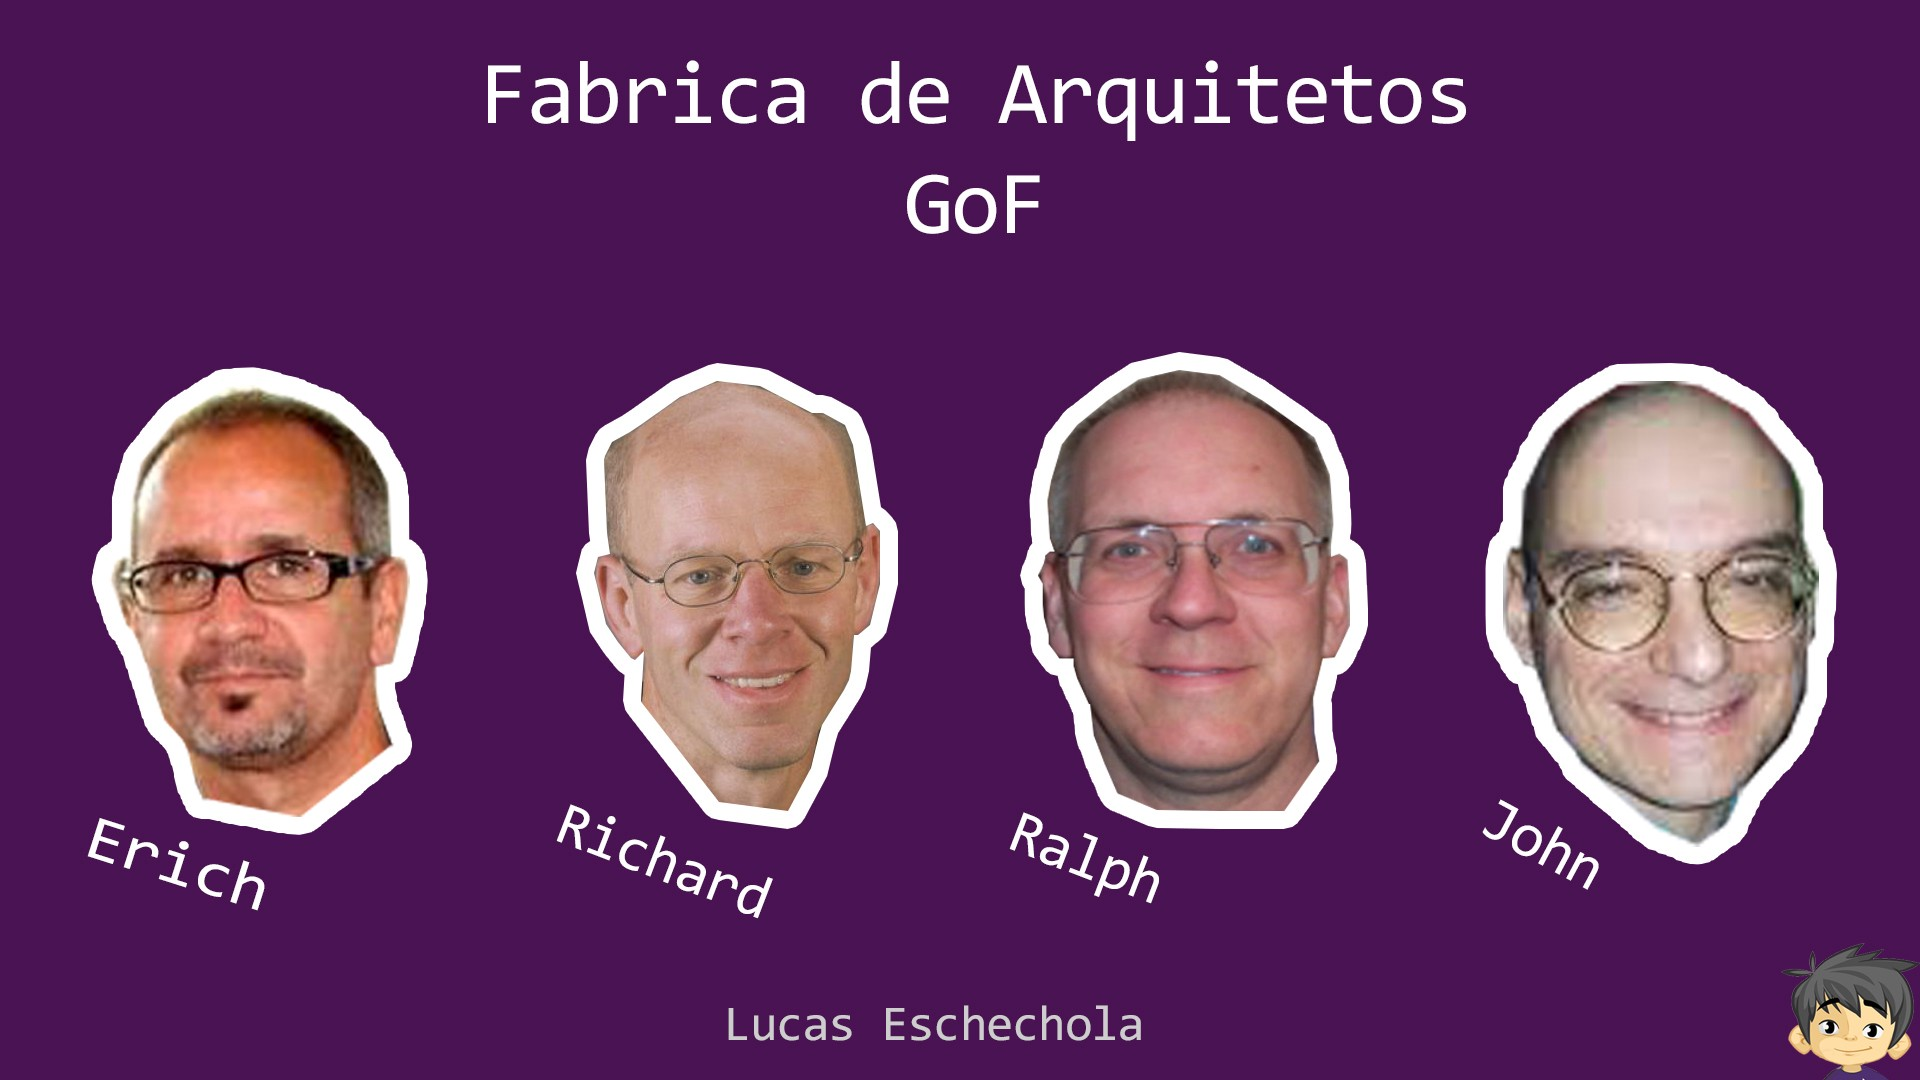 Fabrica de Arquitetos
GoF
Erich
Richard
Ralph
John
Lucas Eschechola